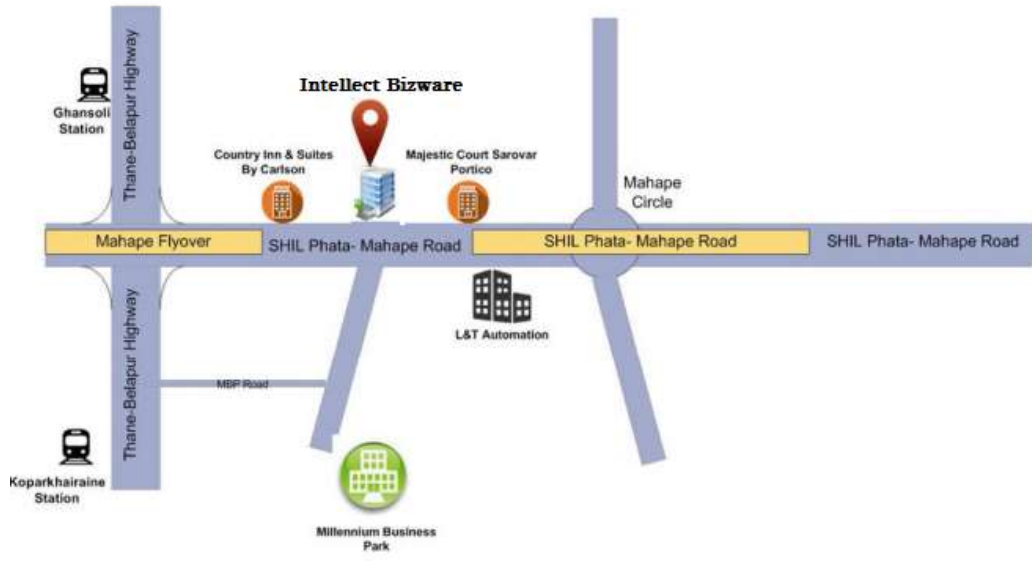 Thane-Belapur Highway
Ghansoli
Station
Intellect Bizware
Country Inn & Suites
By Carlson
Majestic Court Sarovar
Portico
Mahape
Circle
Mahape Flyover
SHIL Phata- Mahape Road
SHIL Phata- Mahape Road
SHIL Phata- Mahape Road
L&T Automation
Thane-Belapur Highway
MBP Road
Koparkhairaine
Station
Millennium Business
Park